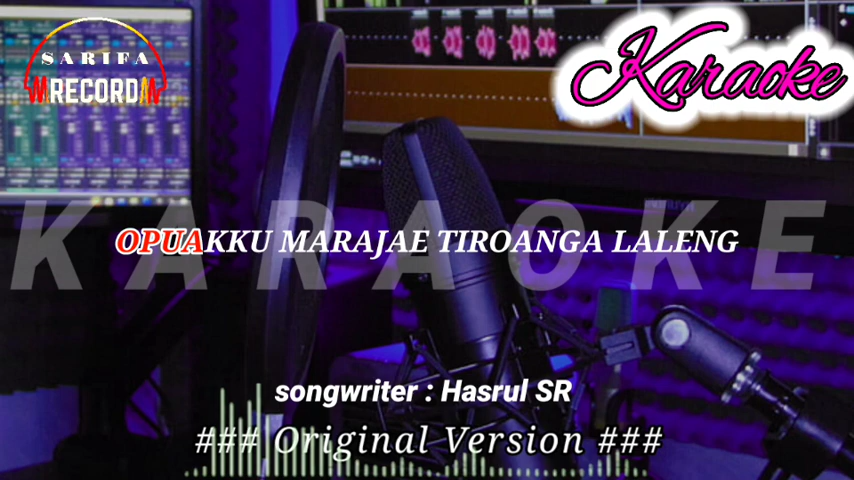 SARIFA
RECORD
Karaoke
KARAOKE
OPUAKKU MARAJAE TIROANGA LALENG
songwriter : Hasrul SR
### Original Version ###